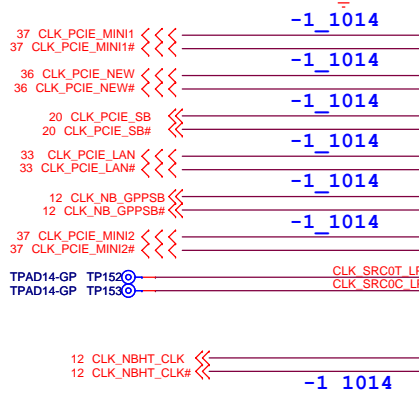 -1_1014
37 CLK_PCIE_MINI1
37 CLK_PCIE_MINI1#
-1_1014
36 CLK_PCIE_NEW
36 CLK_PCIE_NEW#
-1_1014
20 CLK_PCIE_SB
20 CLK_PCIE_SB#
-1_1014
33 CLK_PCIE_LAN
33 CLK_PCIE_LAN#
-1_1014
12 CLK_NB_GPPSB
12 CLK_NB_GPPSB#
-1_1014
37 CLK_PCIE_MINI2
37 CLK_PCIE_MINI2#
TPAD14-GP TP152 CLK_SRC0T_L
TPAD14-GP TP153 CLK_SRC0C_L
12 CLK_NBHT_CLK
12 CLK_NBHT_CLK#
-1 1014